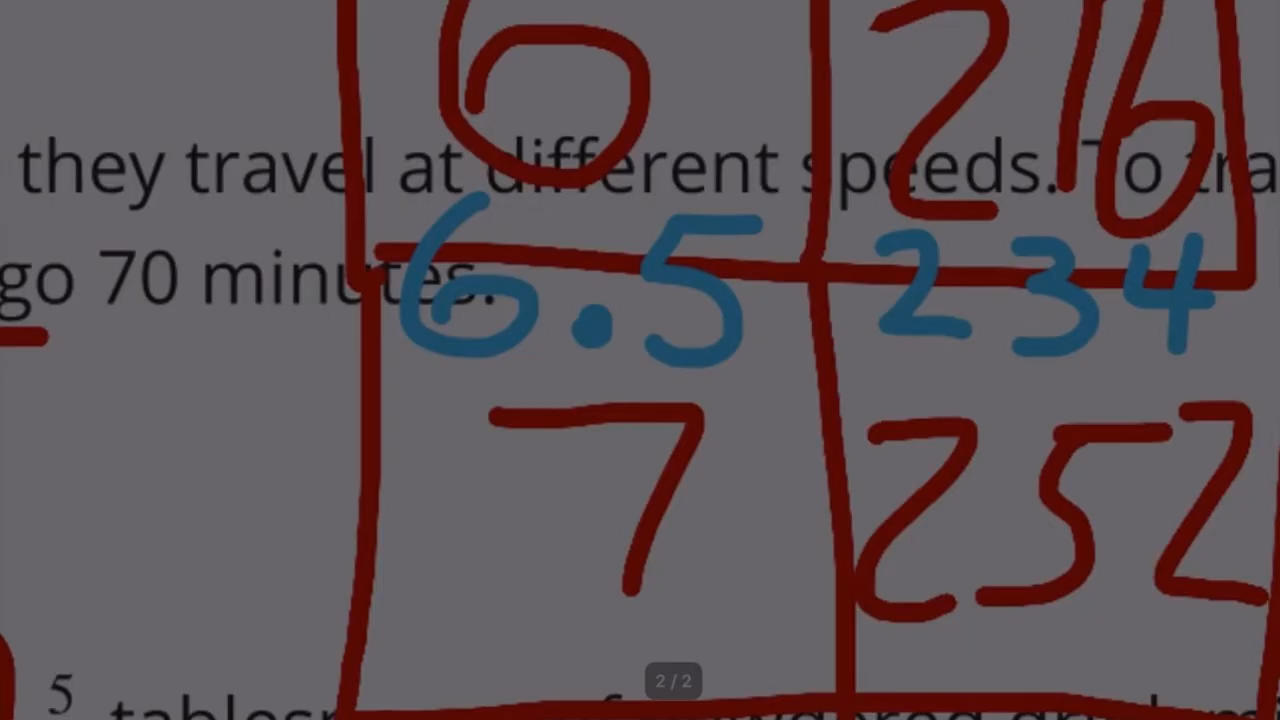 6 216
they travel at different speeds. To tra
go 70 minutes.
6.5 234
7 252
2 / 2
5